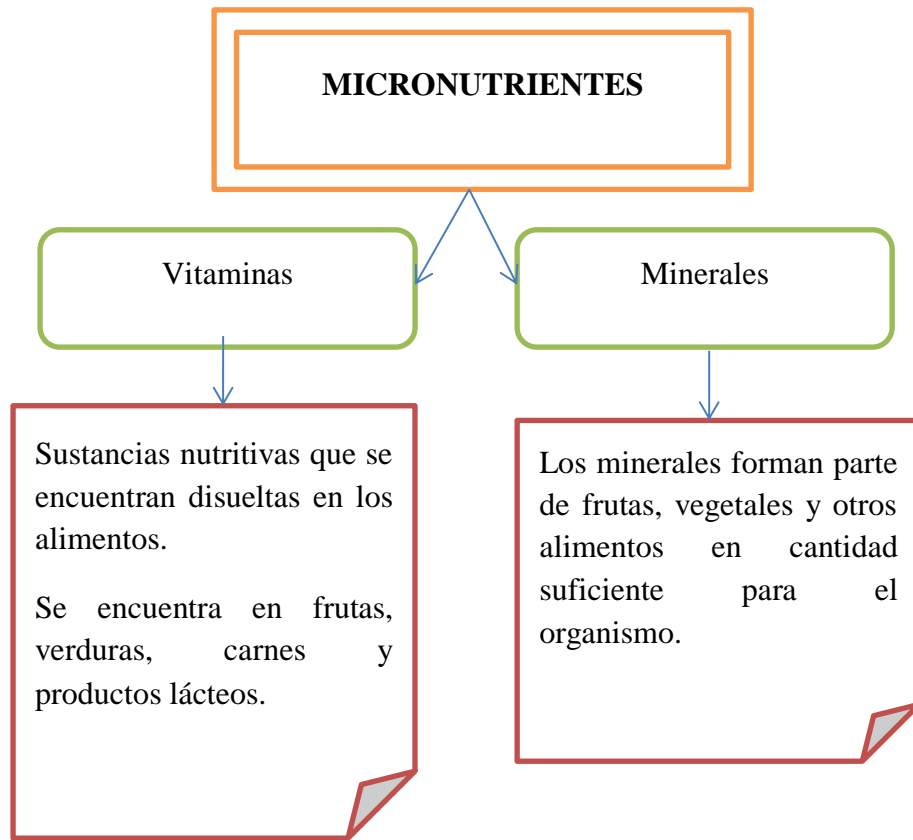 MICRONUTRIENTES
Vitaminas
Minerales
Sustancias nutritivas que se
encuentran disueltas en los
alimentos.
Se encuentra en frutas,
verduras, carnes y
productos lácteos.
Los minerales forman parte
de frutas, vegetales y otros
alimentos en cantidad
suficiente para el
organismo.